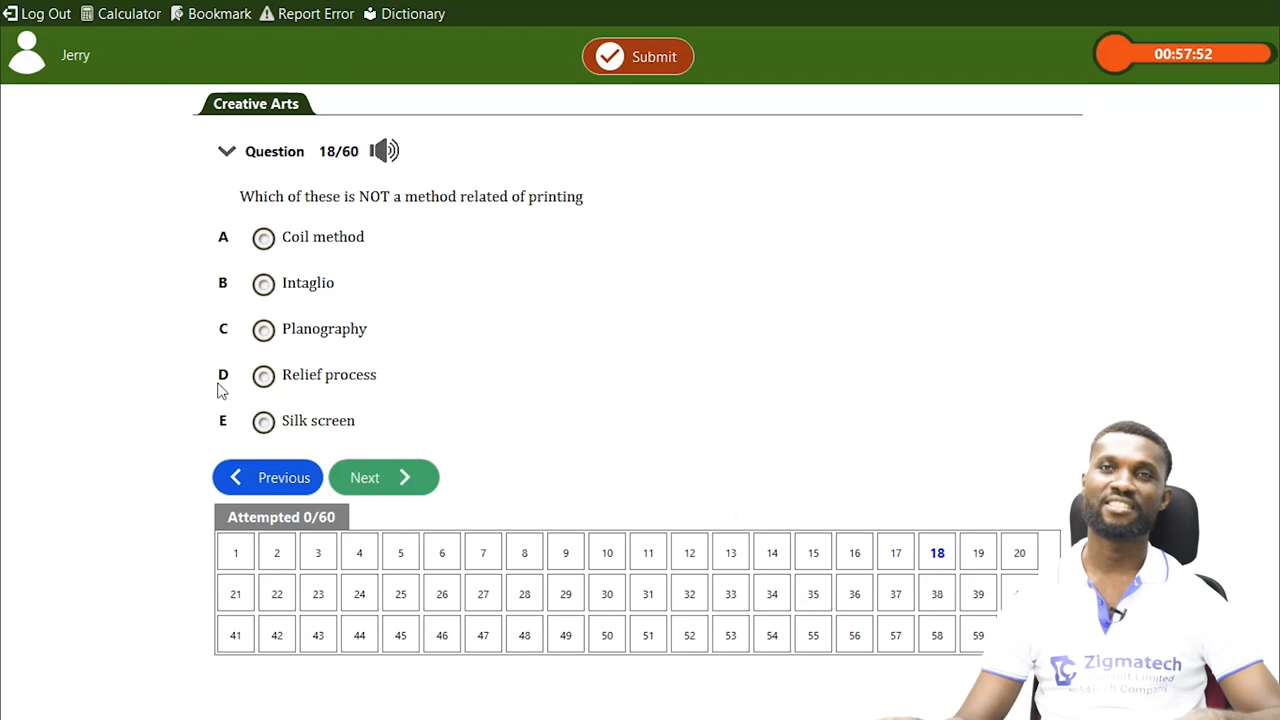 Log Out Calculator Bookmark Report Error Dictionary
Jerry Submit 00:57:52
Creative Arts
Question 18/60
Which of these is NOT a method related of printing
A Coil method
B Intaglio
C Planography
D Relief process
E Silk screen
Previous Next
Attempted 0/60
1 2 3 4 5 6 7 8 9 10 11 12 13 14 15 16 17 18 19 20
21 22 23 24 25 26 27 28 29 30 31 32 33 34 35 36 37 38 39
41 42 43 44 45 46 47 48 49 50 51 52 53 54 55 56 57 58 59
Zigmatech
Consult Limited
Company